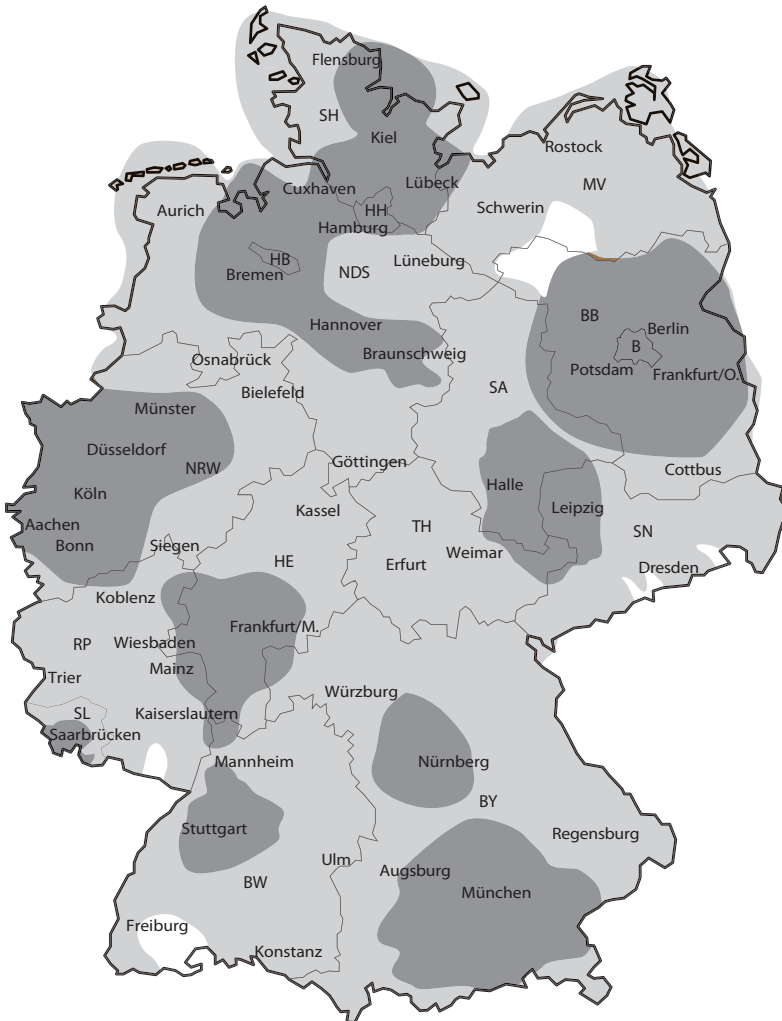 Flensburg
SH
Kiel
Rostock
MV
Cuxhaven
Lübeck
Schwerin
Aurich
HH
Hamburg
HB
Bremen
NDS
Lüneburg
Hannover
BB
Berlin
B
Braunschweig
Osnabrück
Potsdam
Frankfurt/O.
Bielefeld
SA
Münster
Düsseldorf
NRW
Göttingen
Cottbus
Köln
Halle
Leipzig
Kassel
Aachen
Bonn
Siegen
TH
SN
Weimar
HE
Erfurt
Dresden
Koblenz
Frankfurt/M.
RP
Wiesbaden
Mainz
Trier
Würzburg
SL
Kaiserslautern
Saarbrücken
Mannheim
Nürnberg
BY
Stuttgart
Regensburg
Ulm
Augsburg
BW
München
Freiburg
Konstanz